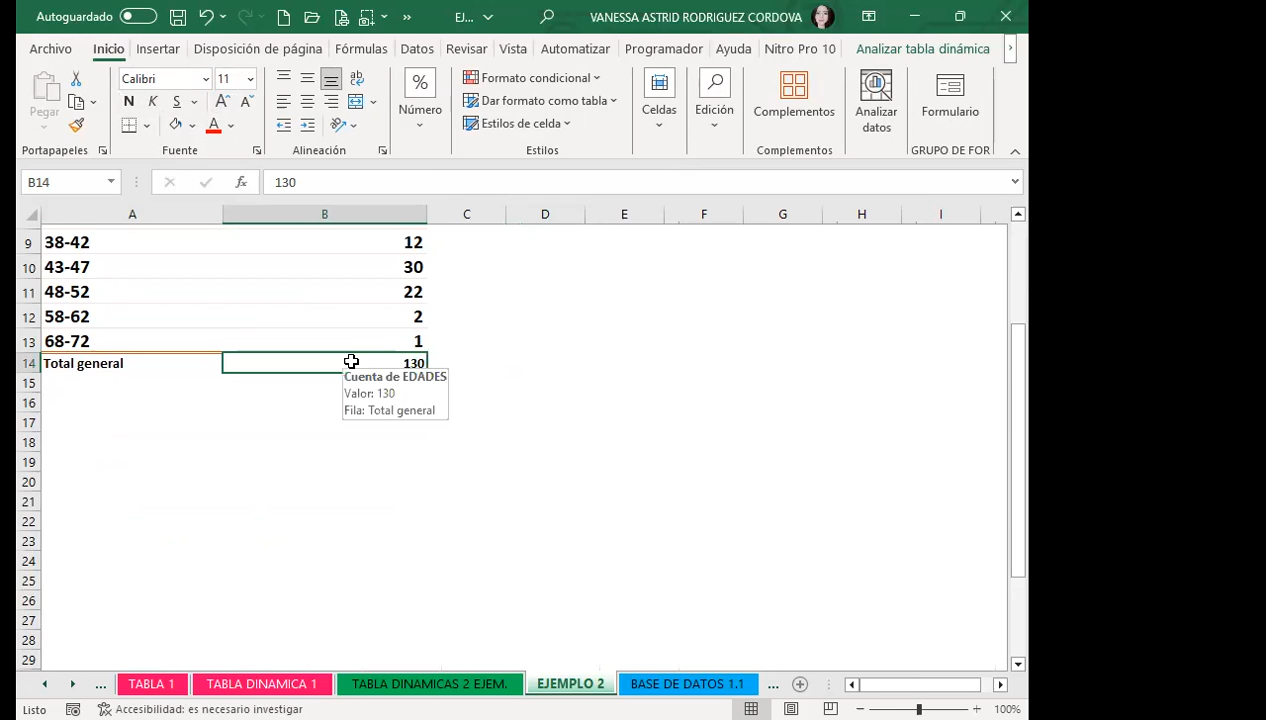 Autoguardado
EJ...
VANESSA ASTRID RODRIGUEZ CORDOVA
Archivo Inicio Insertar Disposición de página Fórmulas Datos Revisar Vista Automatizar Programador Ayuda Nitro Pro 10 Analizar tabla dinámica
Pegar
Portapapeles
Calibri 11
N K S
Fuente
Alineación
%
Número
Formato condicional
Dar formato como tabla
Estilos de celda
Estilos
Celdas
Edición
Complementos
Complementos
Analizar
datos
Formulario
GRUPO DE FOR
B14 fx 130
A B C D E F G H I
9 38-42 12
10 43-47 30
11 48-52 22
12 58-62 2
13 68-72 1
14 Total general 130
Cuenta de EDADES
Valor: 130
Fila: Total general
15
16
17
18
19
20
21
22
23
24
25
26
27
28
29
... TABLA 1 TABLA DINAMICA 1 TABLA DINAMICAS 2 EJEM. EJEMPLO 2 BASE DE DATOS 1.1 ...
Listo Accesibilidad: es necesario investigar 100%